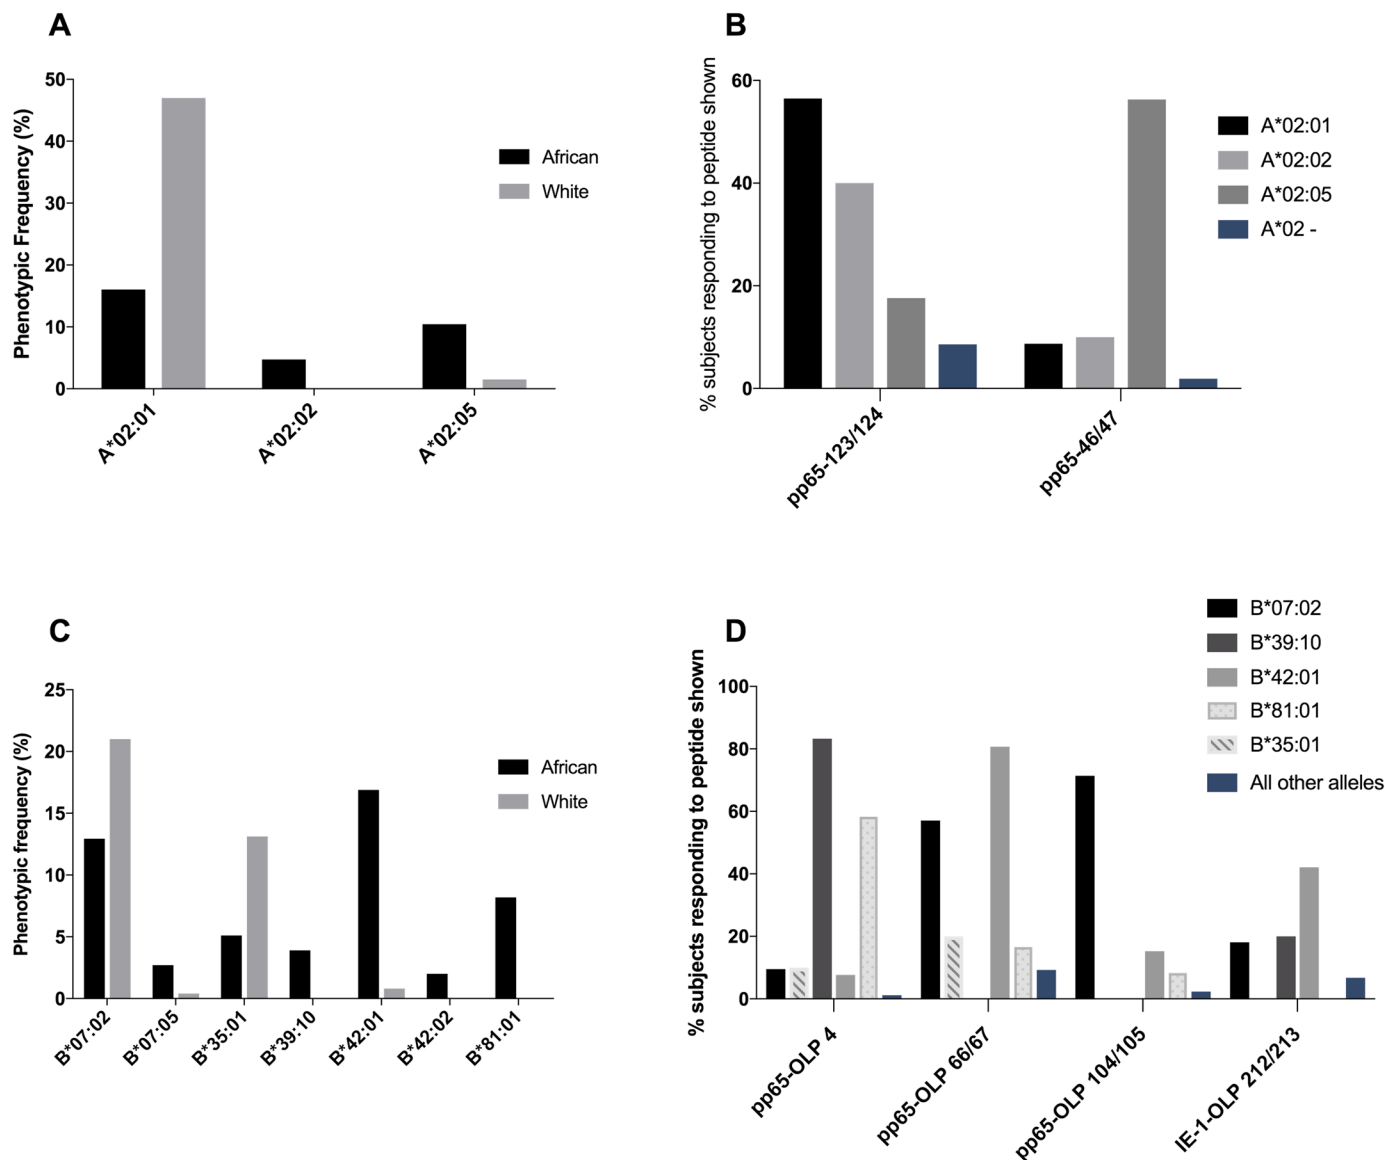 A
Phenotypic Frequency (%)
50
40
30
20
10
0
A*02:01
A*02:02
A*02:05
African
White
B
% subjects responding to peptide shown
60
40
20
0
pp65-123/124
pp65-46/47
A*02:01
A*02:02
A*02:05
A*02 -
C
Phenotypic frequency (%)
25
20
15
10
5
0
B*07:02
B*07:05
B*35:01
B*39:10
B*42:01
B*42:02
B*81:01
African
White
D
% subjects responding to peptide shown
100
80
60
40
20
0
pp65-OLP 4
pp65-OLP 66/67
pp65-OLP 104/105
IE-1-OLP 212/213
B*07:02
B*39:10
B*42:01
B*81:01
B*35:01
All other alleles